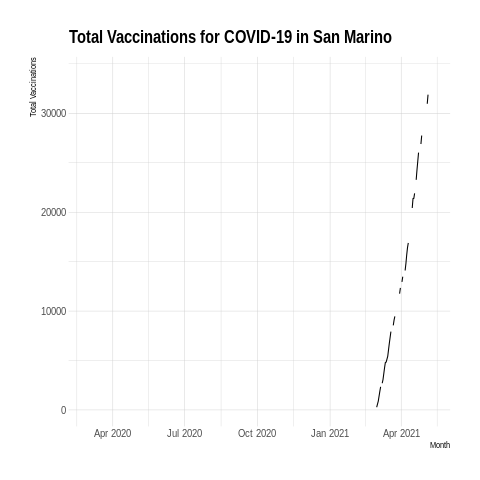 Total Vaccinations for COVID-19 in San Marino
Total Vaccinations
30000
20000
10000
0
Apr 2020 Jul 2020 Oct 2020 Jan 2021 Apr 2021
Month